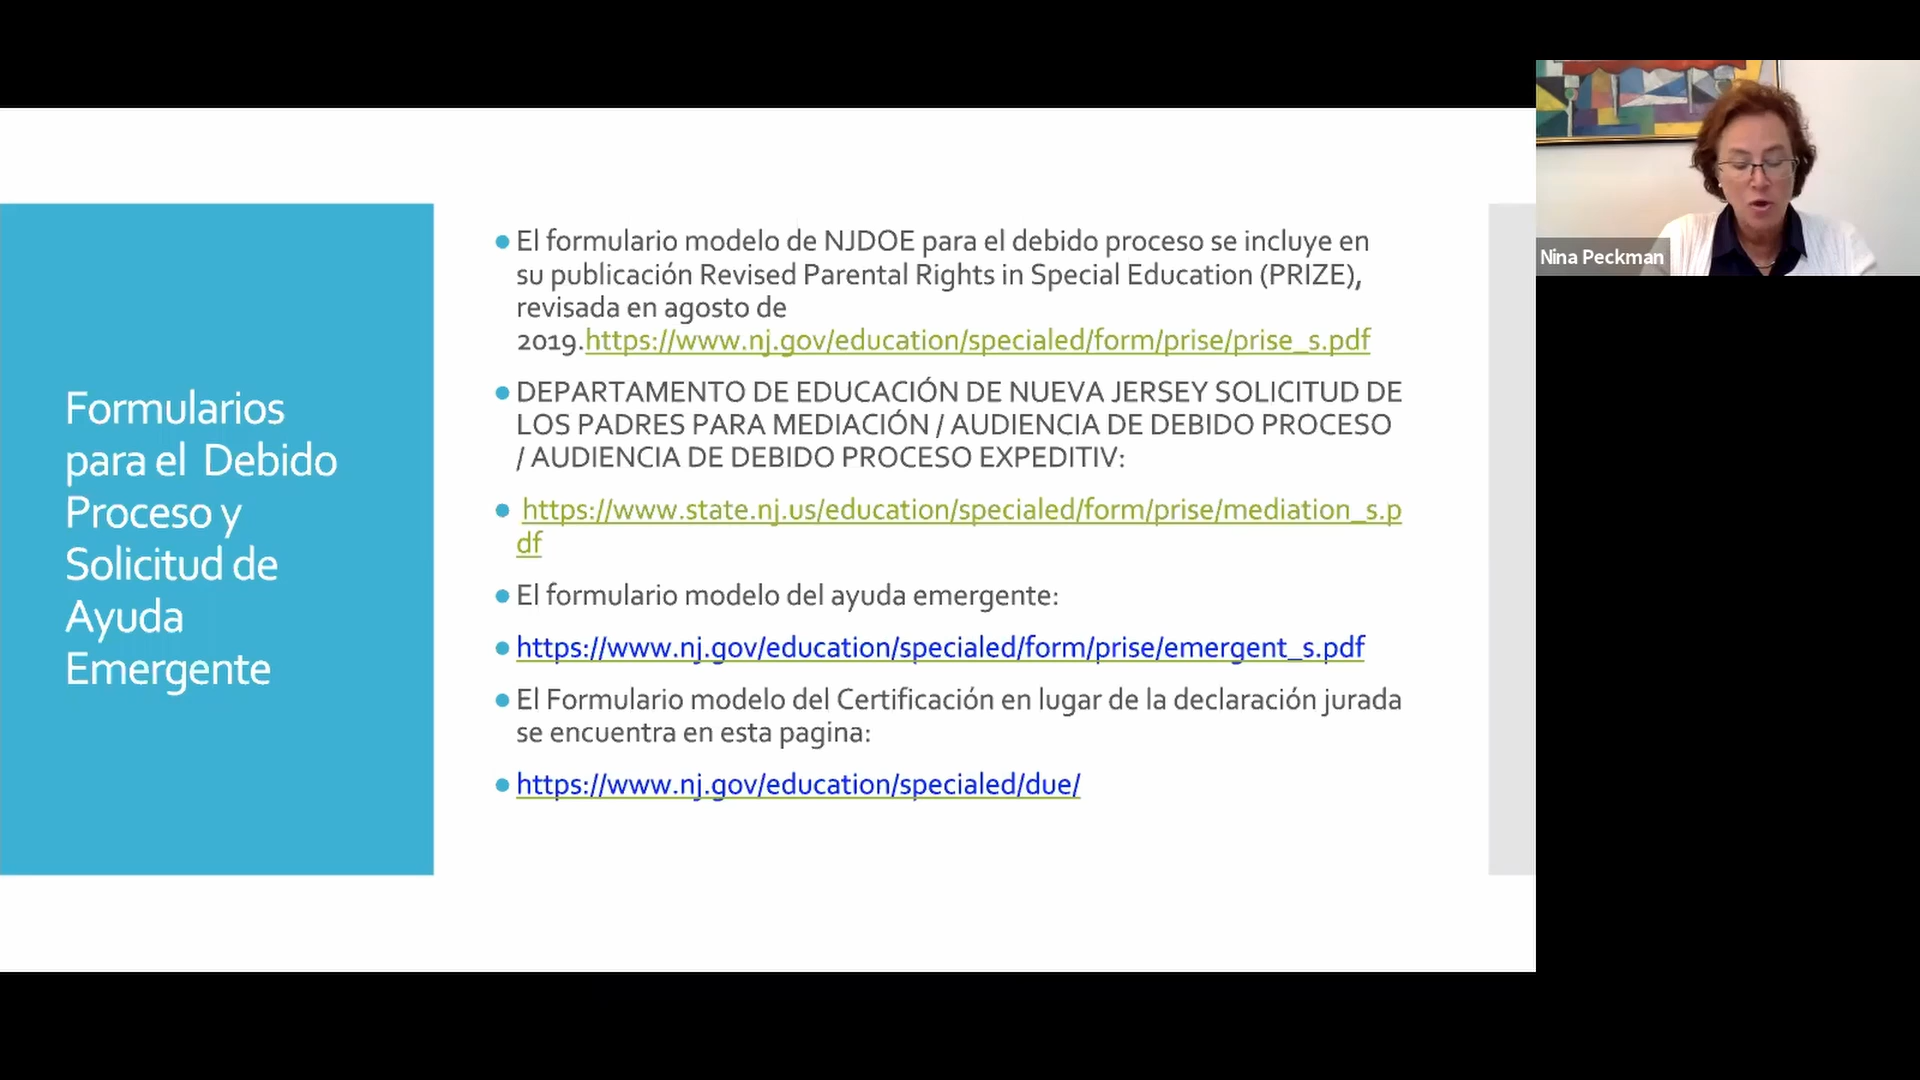 Formularios
para el Debido
Proceso y
Solicitud de
Ayuda
Emergente
El formulario modelo de NJDOE para el debido proceso se incluye en
su publicación Revised Parental Rights in Special Education (PRIZE),
revisada en agosto de
2019.https://www.nj.gov/education/specialed/form/prise/prise_s.pdf
DEPARTAMENTO DE EDUCACIÓN DE NUEVA JERSEY SOLICITUD DE
LOS PADRES PARA MEDIACIÓN / AUDIENCIA DE DEBIDO PROCESO
/ AUDIENCIA DE DEBIDO PROCESO EXPEDITIV:
https://www.state.nj.us/education/specialed/form/prise/mediation_s.p
df
El formulario modelo del ayuda emergente:
https://www.nj.gov/education/specialed/form/prise/emergent_s.pdf
El Formulario modelo del Certificación en lugar de la declaración jurada
se encuentra en esta pagina:
https://www.nj.gov/education/specialed/due/
Nina Peckman